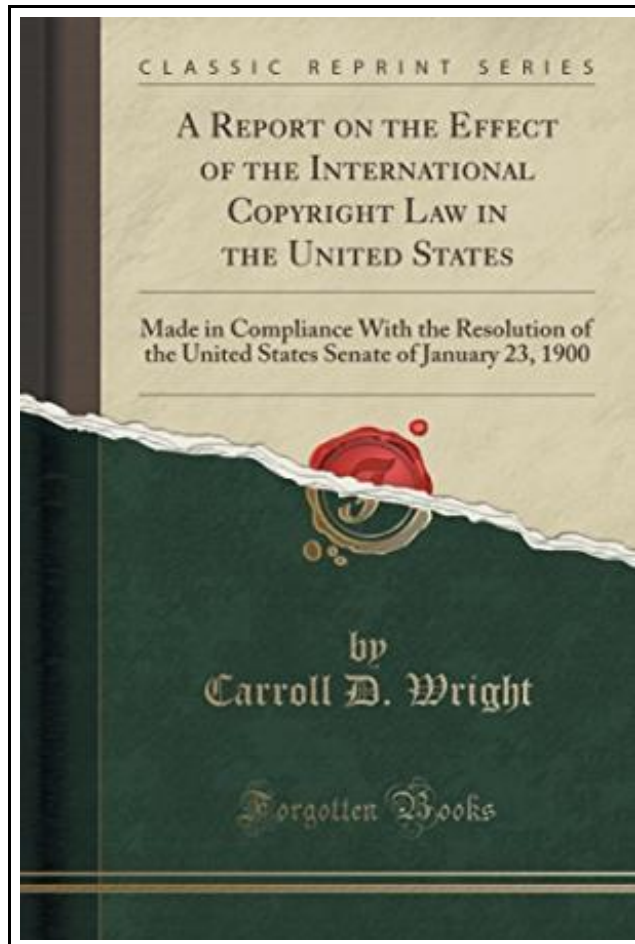 CLASSIC REPRINT SERIES
A REPORT ON THE EFFECT
OF THE INTERNATIONAL
COPYRIGHT LAW IN
THE UNITED STATES
Made in Compliance With the Resolution of
the United States Senate of January 23, 1900
by
Carroll D. Wright
Forgotten Books